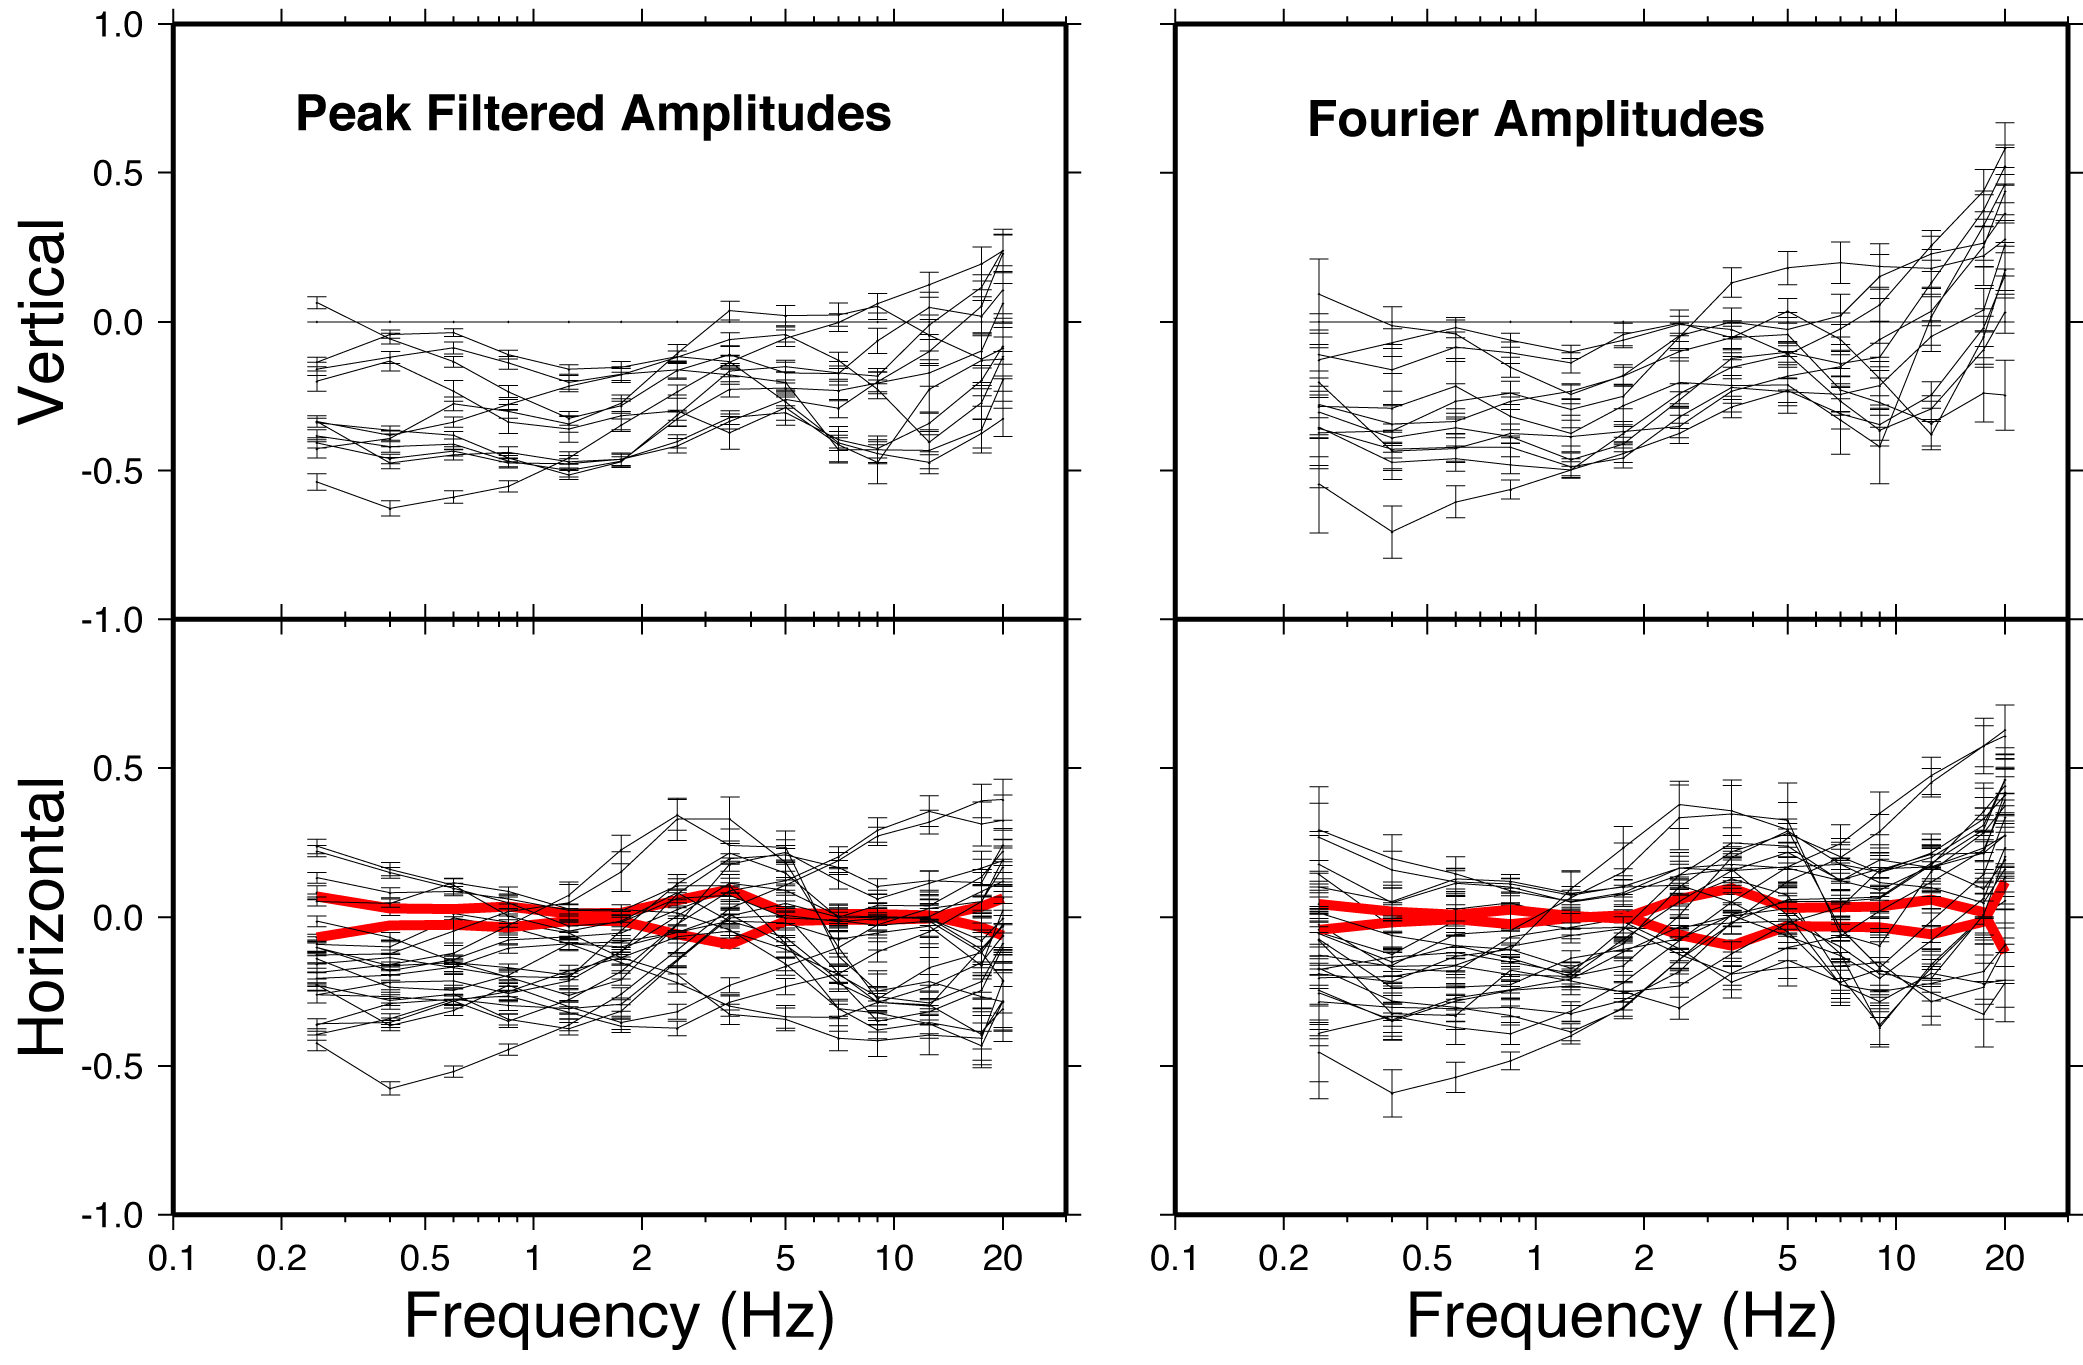 Peak Filtered Amplitudes
Fourier Amplitudes
Vertical
1.0
0.5
0.0
-0.5
-1.0
Horizontal
0.5
0.0
-0.5
-1.0
0.1 0.2 0.5 1 2 5 10 20
0.1 0.2 0.5 1 2 5 10 20
Frequency (Hz)
Frequency (Hz)